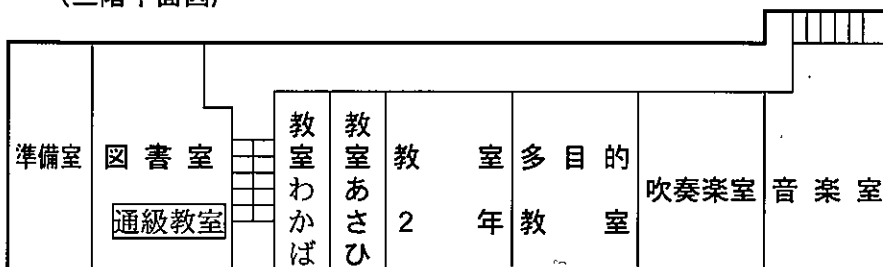 準備室
図書室
通級教室
教室わかば
教室あさひ
教室
2年
多目的
教室
吹奏楽室
音楽室